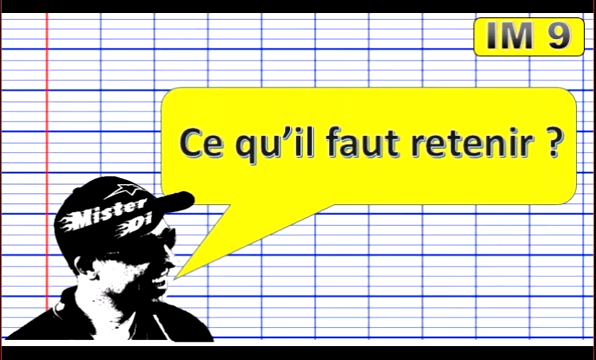 IM 9
Ce qu’il faut retenir ?
Mister
Di